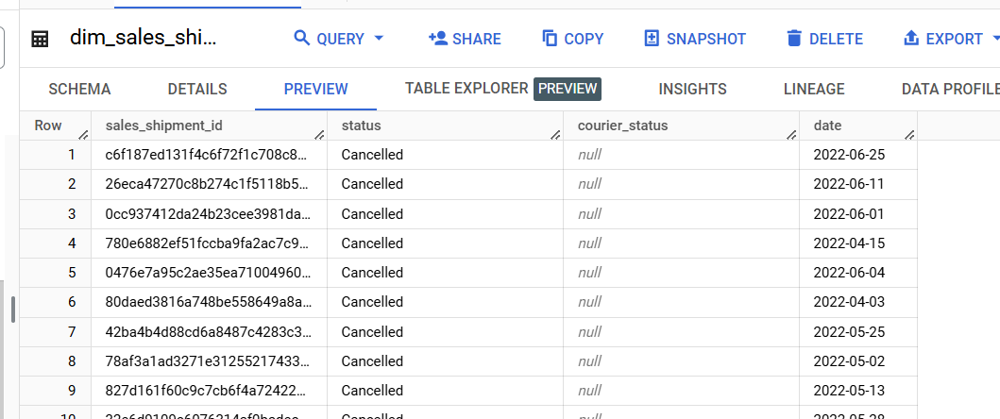 dim_sales_shi... QUERY SHARE COPY SNAPSHOT DELETE EXPORT
SCHEMA DETAILS PREVIEW TABLE EXPLORER PREVIEW INSIGHTS LINEAGE DATA PROFILE
Row sales_shipment_id status courier_status date
1 c6f187ed131f4c6f72f1c708c8... Cancelled null 2022-06-25
2 26eca47270c8b274c1f5118b5... Cancelled null 2022-06-11
3 0cc937412da24b23cee3981da... Cancelled null 2022-06-01
4 780e6882ef51fccba9fa2ac7c9... Cancelled null 2022-04-15
5 0476e7a95c2ae35ea71004960... Cancelled null 2022-06-04
6 80daed3816a748be558649a8a... Cancelled null 2022-04-03
7 42ba4b4d88cd6a8487c4283c3... Cancelled null 2022-05-25
8 78af3a1ad3271e31255217433... Cancelled null 2022-05-02
9 827d161f60c9c7cb6f4a72422... Cancelled null 2022-05-13
10 Cancelled null 2022-05-28